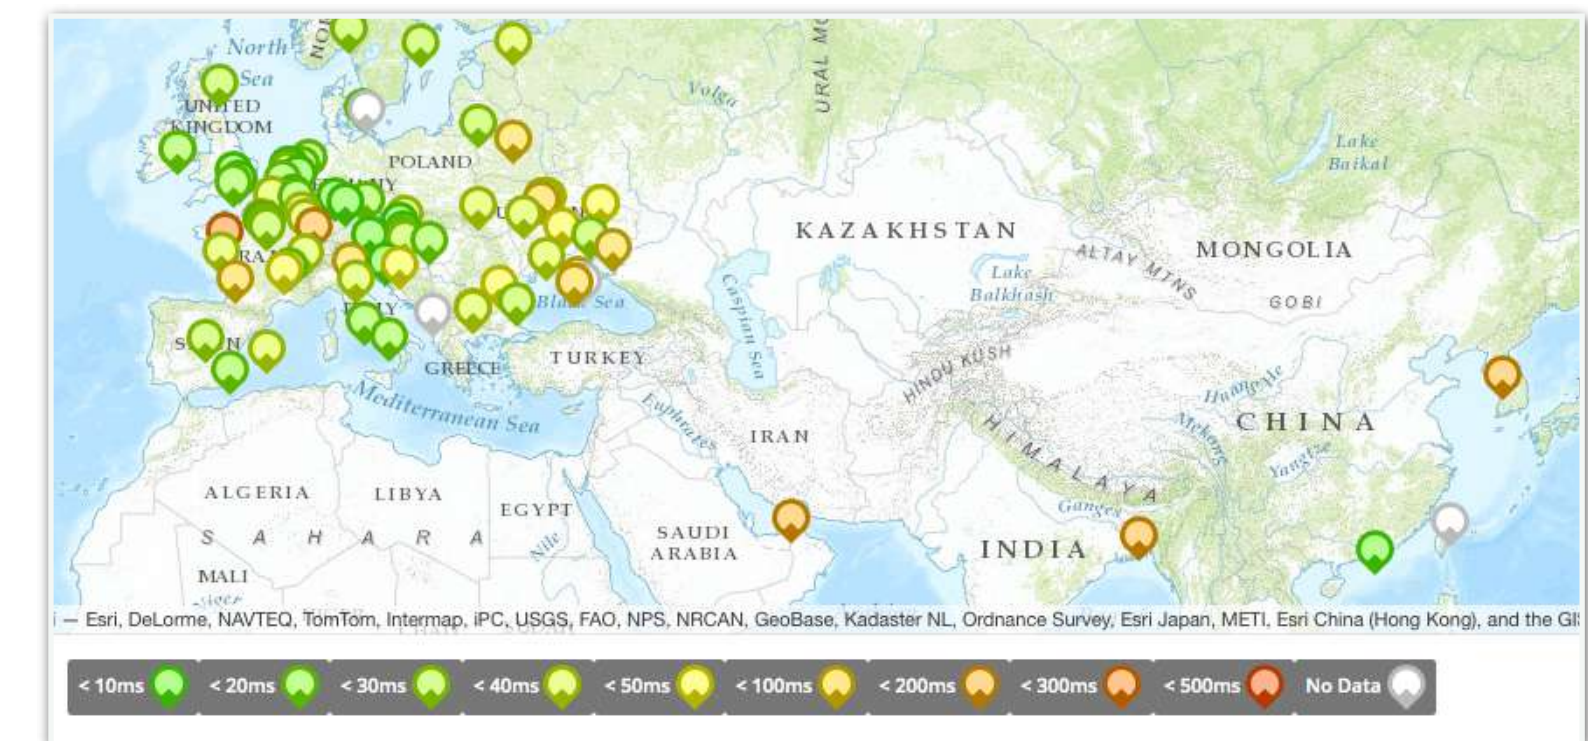 NOR
North
Sea
URAL MO
Volga
UNITED
KINGDOM
Lake
Baikal
POLAND
KAZAKHSTAN
MONGOLIA
ALTAY MTNS
Lake
Balkhash
GOBI
Caspian Sea
Black Sea
TURKEY
GREECE
HINDU KUSH
Mediterranean Sea
Euphrates
IRAN
CHINA
Mekong
Yangtze
HIMALAYA
ALGERIA
LIBYA
EGYPT
Ganges
SAHARA
Nile
SAUDI
ARABIA
INDIA
MALI
Niger
— Esri, DeLorme, NAVTEQ, TomTom, Intermap, iPC, USGS, FAO, NPS, NRCAN, GeoBase, Kadaster NL, Ordnance Survey, Esri Japan, METI, Esri China (Hong Kong), and the GI
< 10ms < 20ms < 30ms < 40ms < 50ms < 100ms < 200ms < 300ms < 500ms No Data